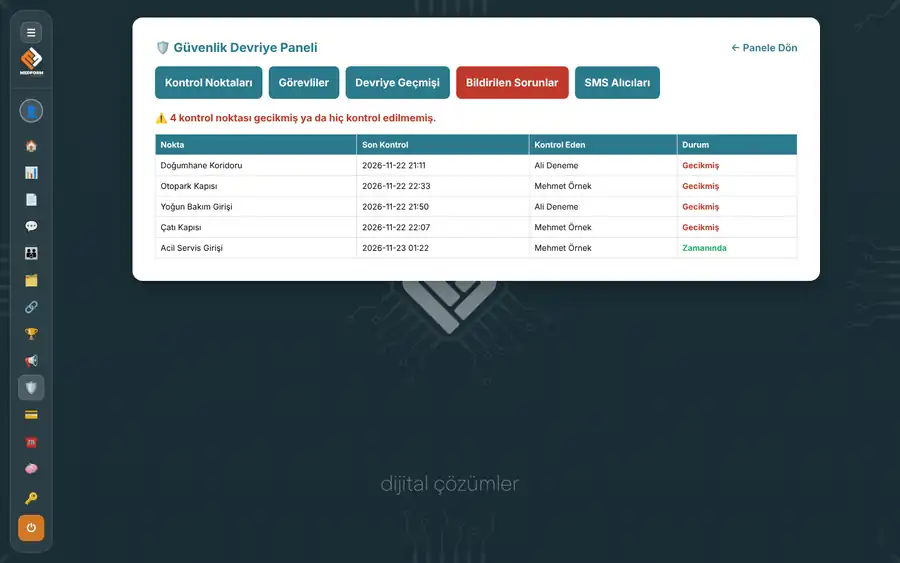 ☰
MEDFORM
🛡️ Güvenlik Devriye Paneli
← Panele Dön
Kontrol Noktaları Görevliler Devriye Geçmişi Bildirilen Sorunlar SMS Alıcıları
⚠️ 4 kontrol noktası gecikmiş ya da hiç kontrol edilmemiş.
Nokta Son Kontrol Kontrol Eden Durum
Doğumhane Koridoru 2026-11-22 21:11 Ali Deneme Gecikmiş
Otopark Kapısı 2026-11-22 22:33 Mehmet Örnek Gecikmiş
Yoğun Bakım Girişi 2026-11-22 21:50 Ali Deneme Gecikmiş
Çatı Kapısı 2026-11-22 22:07 Mehmet Örnek Gecikmiş
Acil Servis Girişi 2026-11-23 01:22 Mehmet Örnek Zamanında
dijital çözümler